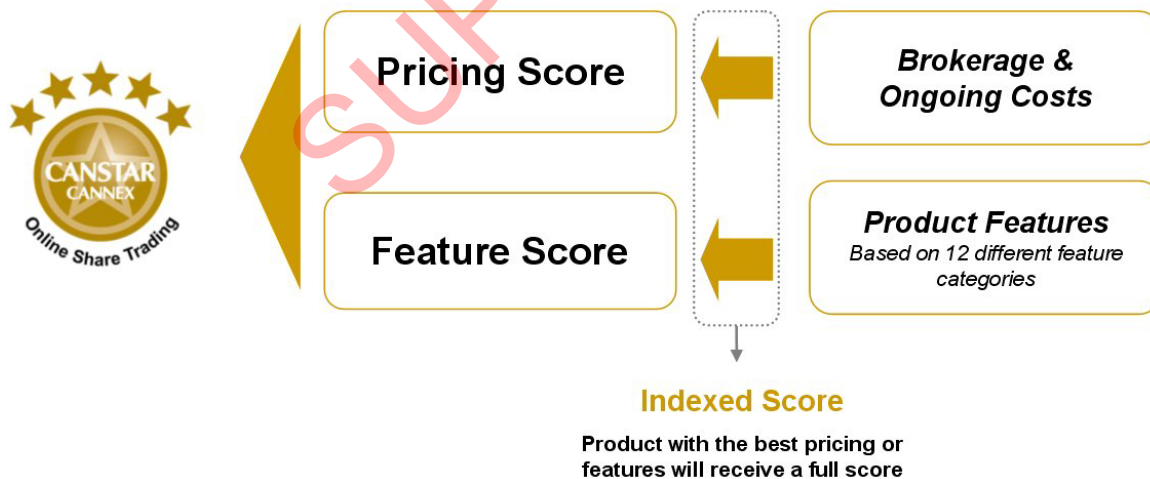 Pricing Score
Brokerage &
Ongoing Costs
CANSTAR
CANNEX
Online Share Trading
Feature Score
Product Features
Based on 12 different feature
categories
Indexed Score
Product with the best pricing or
features will receive a full score